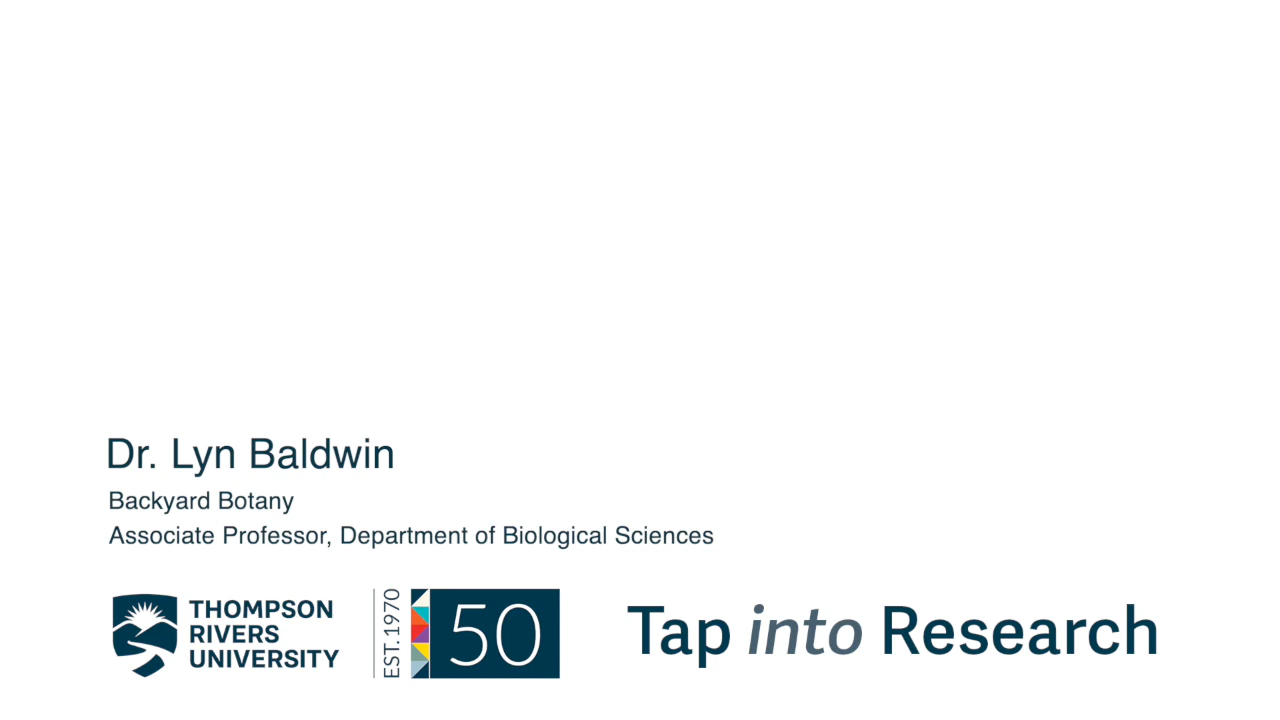 Dr. Lyn Baldwin
Backyard Botany
Associate Professor, Department of Biological Sciences
THOMPSON
RIVERS
UNIVERSITY
EST. 1970
50
Tap into Research